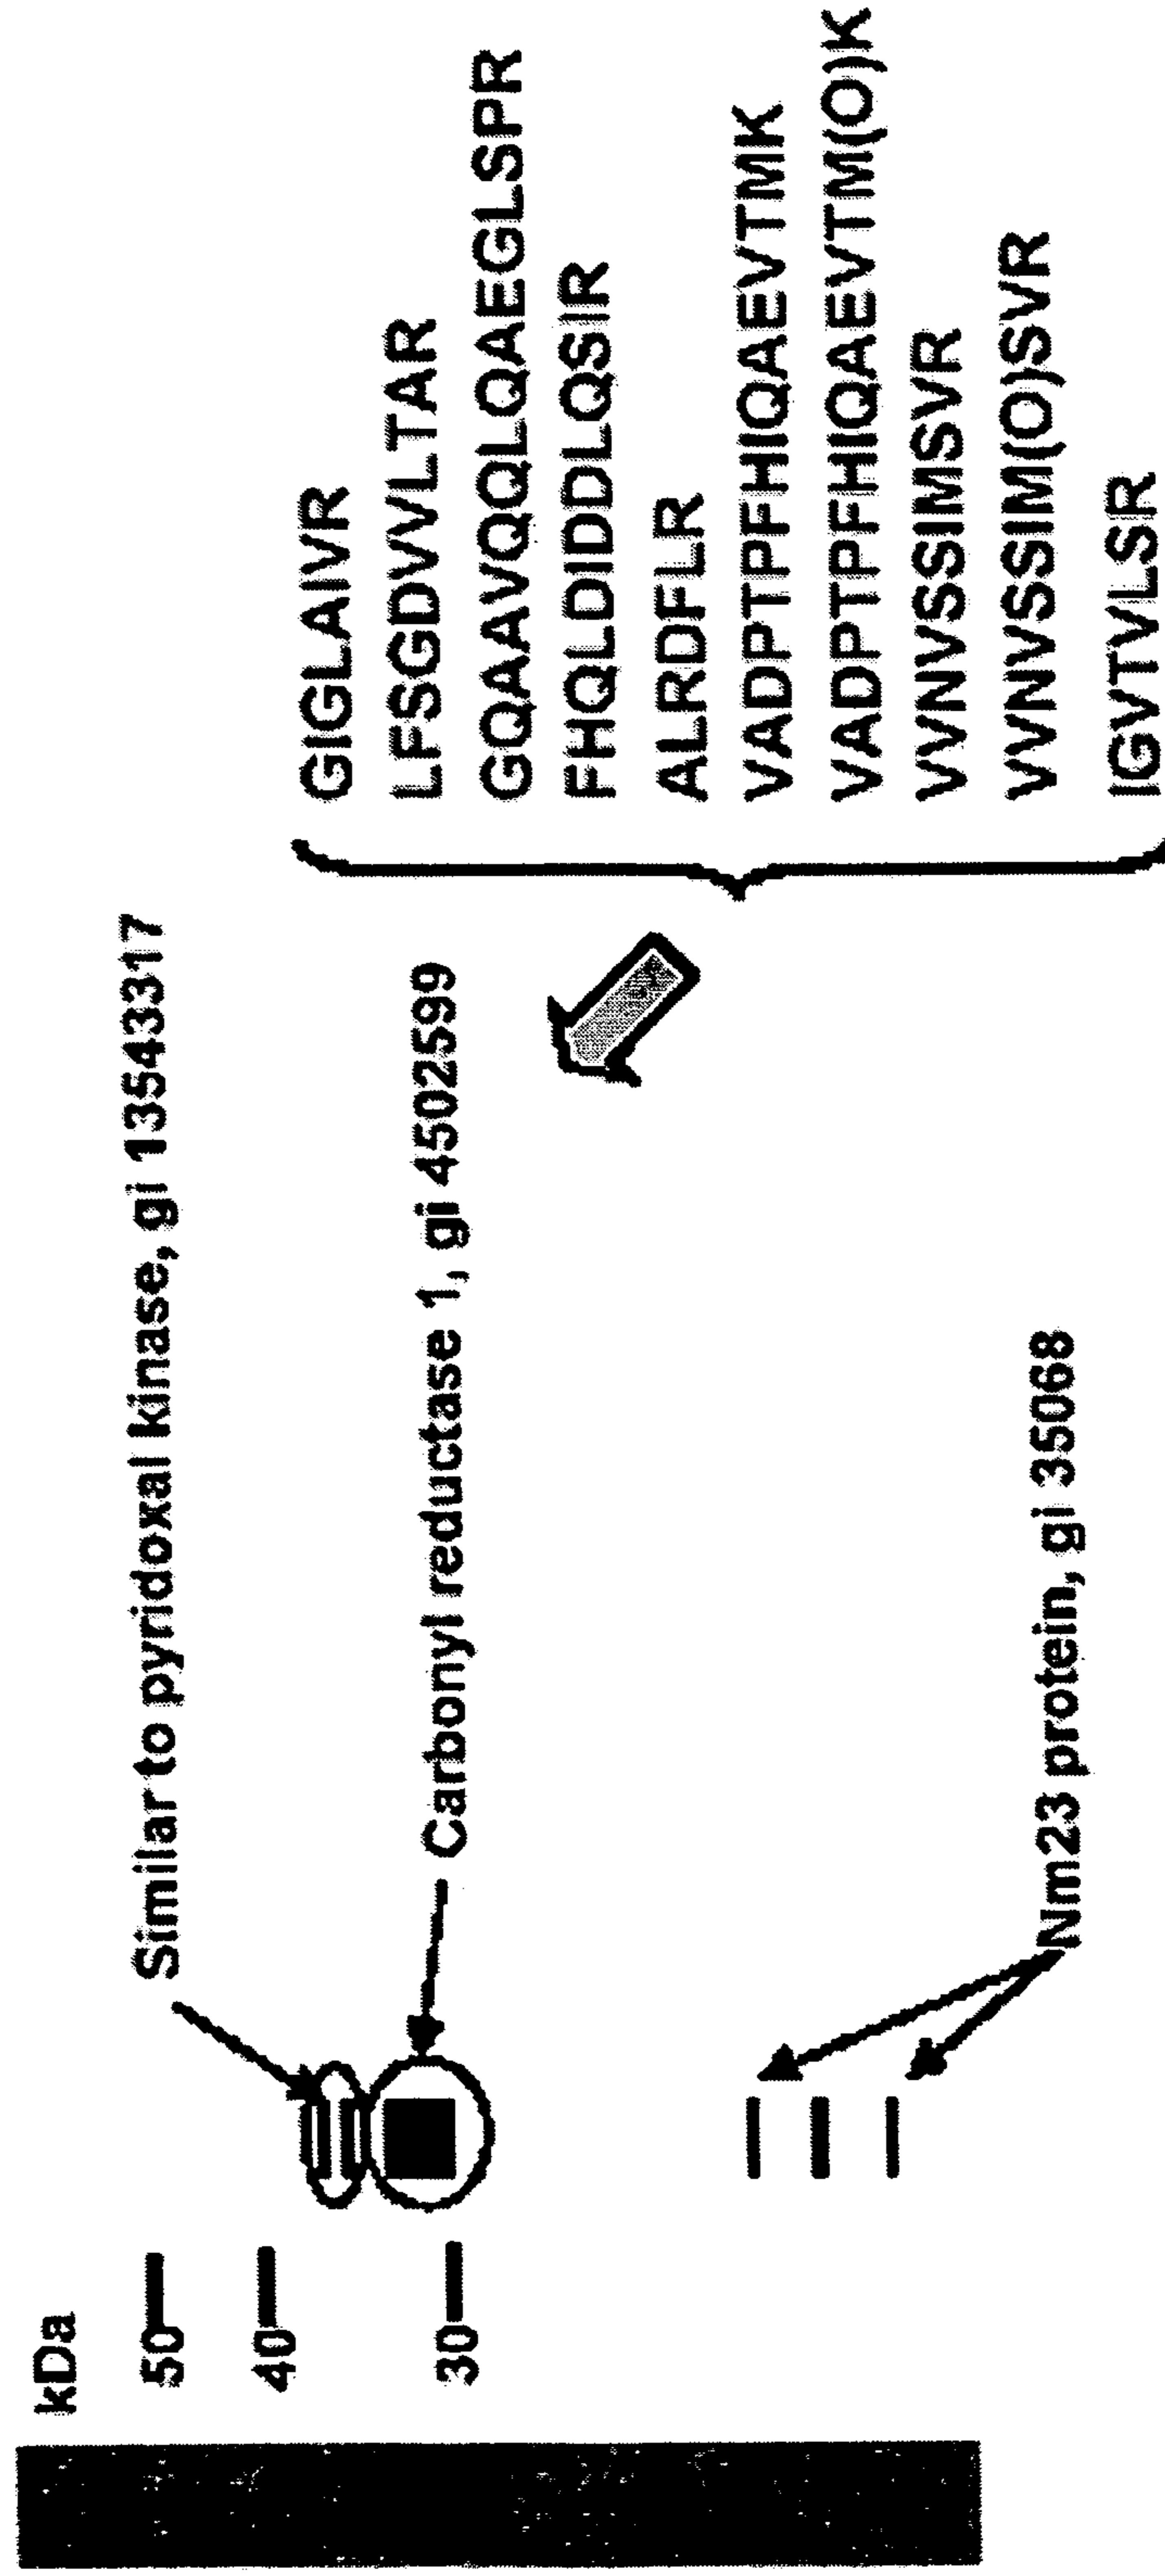 kDa
50
40
30
Similar to pyridoxal kinase, gi 13543317
Carbonyl reductase 1, gi 4502599
Nm23 protein, gi 35068
GIGLAIVR
LFSGDVVLTAR
GQAAVQQLQAEGLSPR
FHQLDIDDLQSIR
ALRDFLR
VADPTPFHIQAEVTMK
VADPTPFHIQAEVTM(O)K
VVNVSSIMSVR
VVNVSSIM(O)SVR
IGVTVLSR